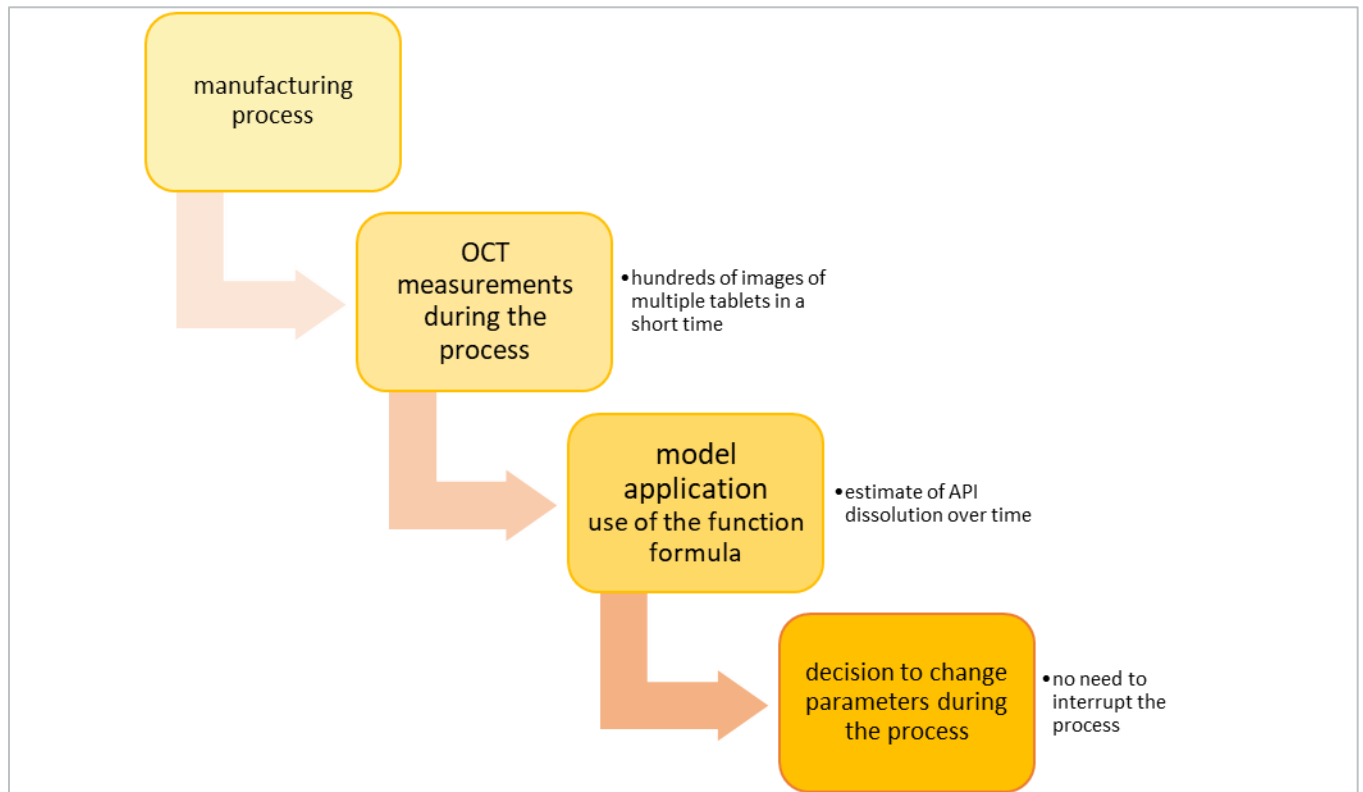 manufacturing
process
OCT
measurements
during the
process
•hundreds of images of
multiple tablets in a
short time
model
application
use of the function
formula
•estimate of API
dissolution over time
decision to change
parameters during
the process
•no need to
interrupt the
process